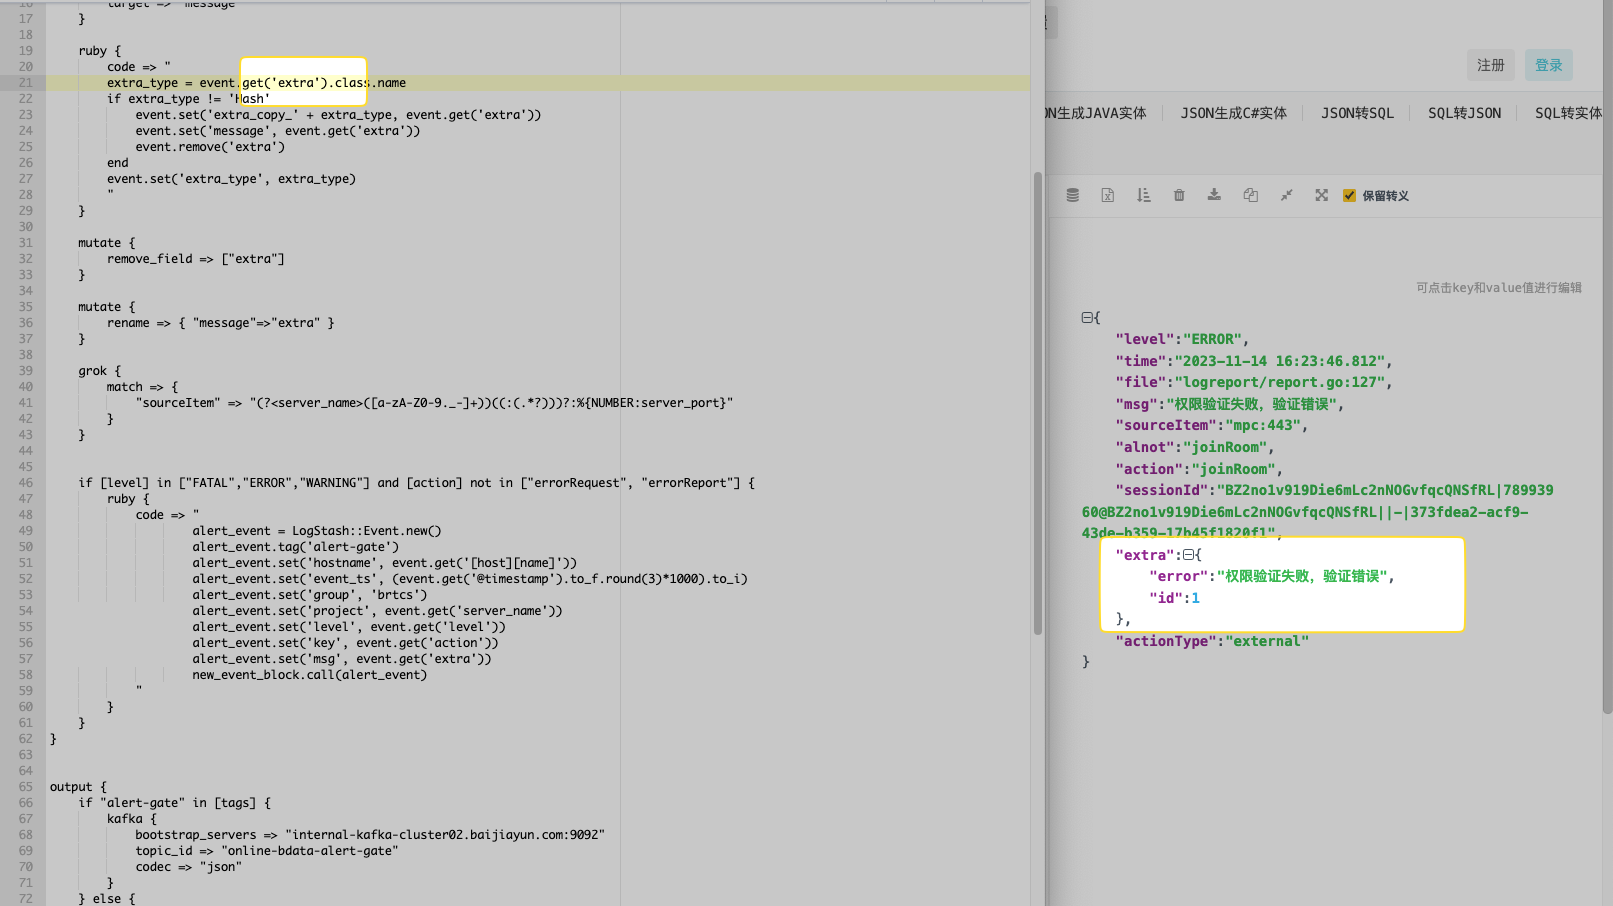 16 target => "message"
17 }
18
19 ruby {
20 code => "
21 extra_type = event.get('extra').class.name
22 if extra_type != 'Hash'
23 event.set('extra_copy_' + extra_type, event.get('extra'))
24 event.set('message', event.get('extra'))
25 event.remove('extra')
26 end
27 event.set('extra_type', extra_type)
28 "
29 }
30
31 mutate {
32 remove_field => ["extra"]
33 }
34
35 mutate {
36 rename => { "message"=>"extra" }
37 }
38
39 grok {
40 match => {
41 "sourceItem" => "(?<server_name>([a-zA-Z0-9._-]+))((:(.*?)))?:%{NUMBER:server_port}"
42 }
43 }
44
45
46 if [level] in ["FATAL","ERROR","WARNING"] and [action] not in ["errorRequest", "errorReport"] {
47 ruby {
48 code => "
49 alert_event = LogStash::Event.new()
50 alert_event.tag('alert-gate')
51 alert_event.set('hostname', event.get('[host][name]'))
52 alert_event.set('event_ts', (event.get('@timestamp').to_f.round(3)*1000).to_i)
53 alert_event.set('group', 'brtcs')
54 alert_event.set('project', event.get('server_name'))
55 alert_event.set('level', event.get('level'))
56 alert_event.set('key', event.get('action'))
57 alert_event.set('msg', event.get('extra'))
58 new_event_block.call(alert_event)
59 "
60 }
61 }
62 }
63
64
65 output {
66 if "alert-gate" in [tags] {
67 kafka {
68 bootstrap_servers => "internal-kafka-cluster02.baijiayun.com:9092"
69 topic_id => "online-bdata-alert-gate"
70 codec => "json"
71 }
72 } else {
注册 登录
ON生成JAVA实体 JSON生成C#实体 JSON转SQL SQL转JSON SQL转实体
保留转义
可点击key和value值进行编辑
{
"level":"ERROR",
"time":"2023-11-14 16:23:46.812",
"file":"logreport/report.go:127",
"msg":"权限验证失败，验证错误",
"sourceItem":"mpc:443",
"alnot":"joinRoom",
"action":"joinRoom",
"sessionId":"BZ2no1v919Die6mLc2nNOGvfqcQNSfRL|789939
60@BZ2no1v919Die6mLc2nNOGvfqcQNSfRL||-|373fdea2-acf9-
43de-b359-17b45f1820f1",
"extra":{
"error":"权限验证失败，验证错误",
"id":1
},
"actionType":"external"
}